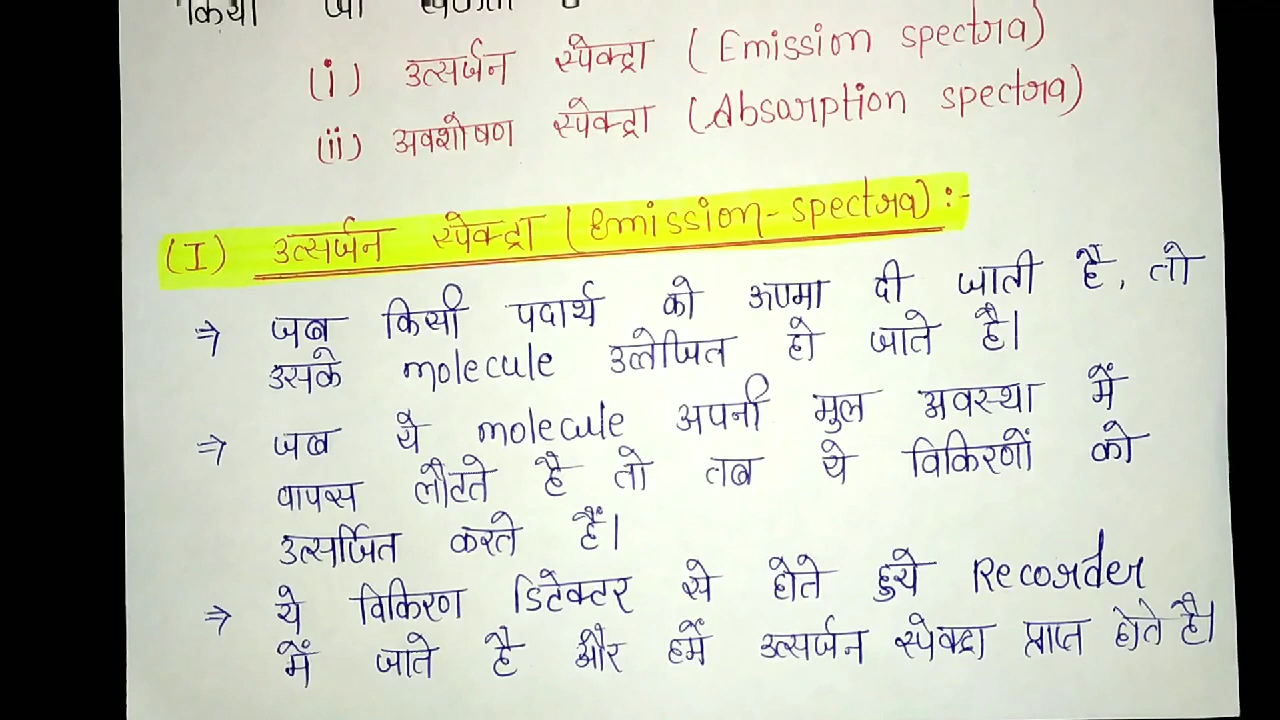 किया जा सकता है
(i) उत्सर्जन स्पेक्ट्रा (Emission spectra)
(ii) अवशोषण स्पेक्ट्रा (Absorption spectra)
(I) उत्सर्जन स्पेक्ट्रा (Emission-spectra) :-
⇒ जब किसी पदार्थ को ऊष्मा दी जाती है, तो
उसके molecule उत्तेजित हो जाते है।
⇒ जब ये molecule अपनी मुल अवस्था में
वापस लौटते है तो तब ये विकिरणों को
उत्सर्जित करते हैं।
⇒ ये विकिरण डिटेक्टर से होते हुये Recorder
में जाते है और हमें उत्सर्जन स्पेक्ट्रा प्राप्त होते है।